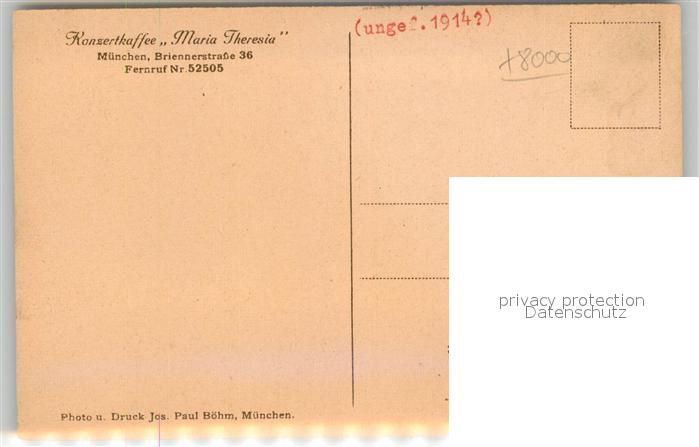 Konzertkaffee „Maria Theresia"
München, Briennerstraße 36
Fernruf Nr. 52505
(ungef. 1914?)
+8000
privacy protection
Datenschutz
Photo u. Druck Jos. Paul Böhm, München.